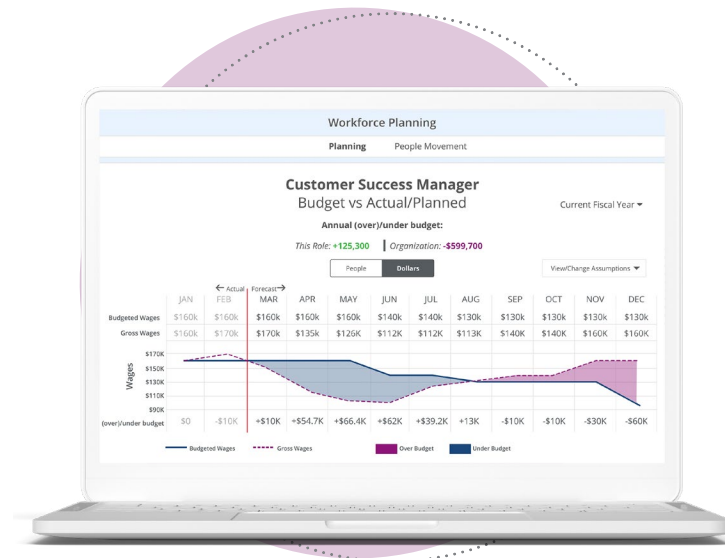 Workforce Planning
Planning People Movement
Customer Success Manager
Budget vs Actual/Planned
Current Fiscal Year
Annual (over)/under budget:
This Role: +125,300 Organization: -$599,700
People Dollars
View/Change Assumptions
Actual Forecast
JAN FEB MAR APR MAY JUN JUL AUG SEP OCT NOV DEC
Budgeted Wages $160k $160k $160k $160k $160k $140k $140k $130k $130k $130k $130k $130k
Gross Wages $160k $170k $170k $135k $126K $112K $112K $113K $140K $140K $160K $160K
Wages
$170K
$150K
$130K
$110K
$90K
(over)/under budget $0 -$10K +$10K +$54.7K +$66.4K +$62K +$39.2K +13K -$10K -$10K -$30K -$60K
Budgeted Wages Gross Wages Over Budget Under Budget